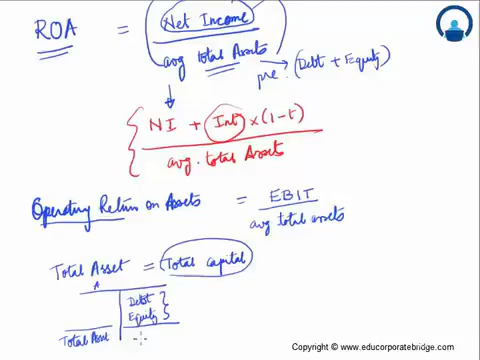 ROA = Net Income
avg total Assets
pre: (Debt + Equity)
NI + Int × (1-t)
avg. total Assets
Operating Return on Assets = EBIT
avg total assets
Total Asset = Total capital
A
Debt
Equity
Total Asset
Copyright © www.educorporatebridge.com